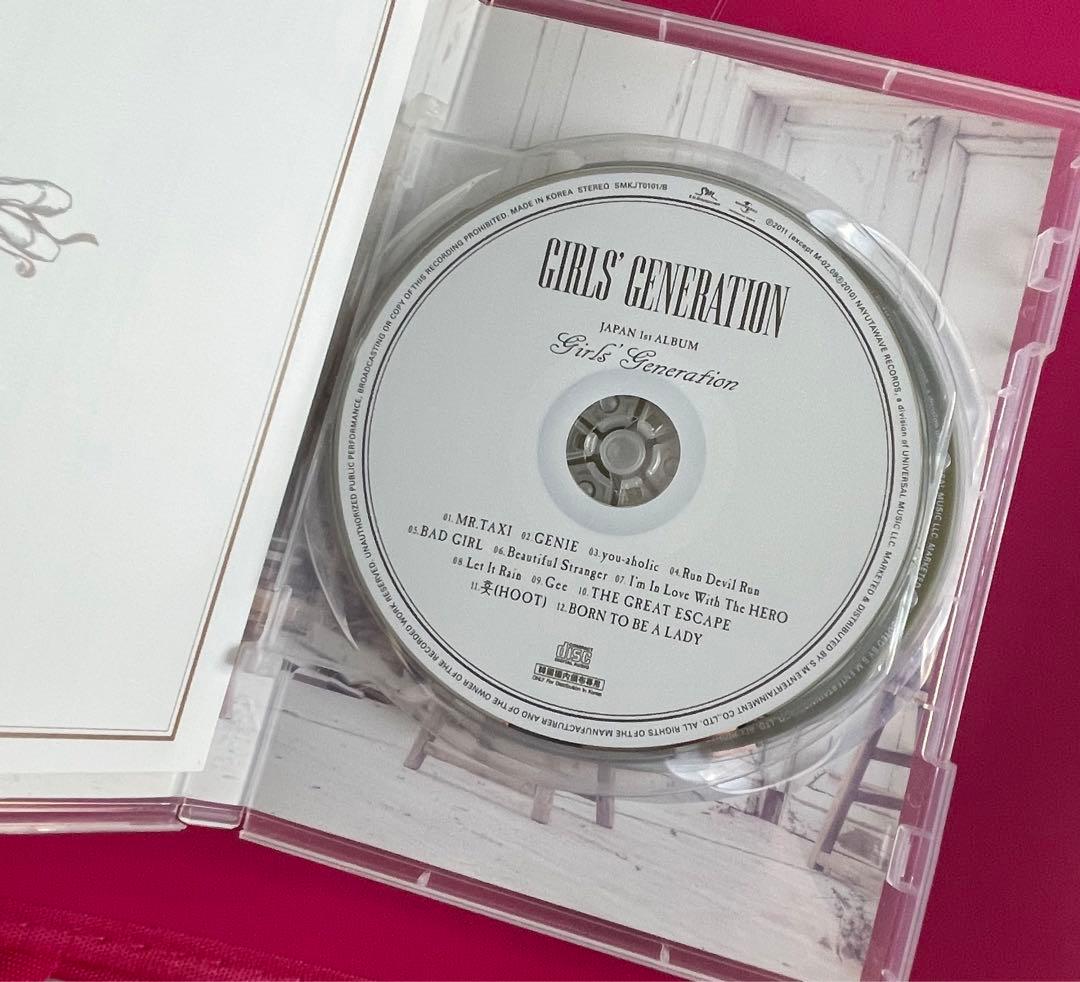 GIRLS' GENERATION
JAPAN 1st ALBUM
Girls' Generation
01. MR.TAXI 02. GENIE 03. you-aholic 04. Run Devil Run
05. BAD GIRL 06. Beautiful Stranger 07. I'm In Love With The HERO
08. Let It Rain 09. Gee 10. THE GREAT ESCAPE
11. 훗(HOOT) 12. BORN TO BE A LADY
disc
DIGITAL AUDIO
韓國國內頒布專用
ONLY For Distribution in Korea
STEREO SMKJT0101/B
℗2011 (except M-02,09℗2010) NAYUTAWAVE RECORDS, a division of UNIVERSAL MUSIC LLC. MARKETED & DISTRIBUTED BY S.M.ENTERTAINMENT CO.,LTD. ALL RIGHTS OF THE MANUFACTURER AND OF THE OWNER OF THE RECORDED WORK RESERVED. UNAUTHORIZED PUBLIC PERFORMANCE, BROADCASTING OR COPY OF THIS RECORDING PROHIBITED. MADE IN KOREA